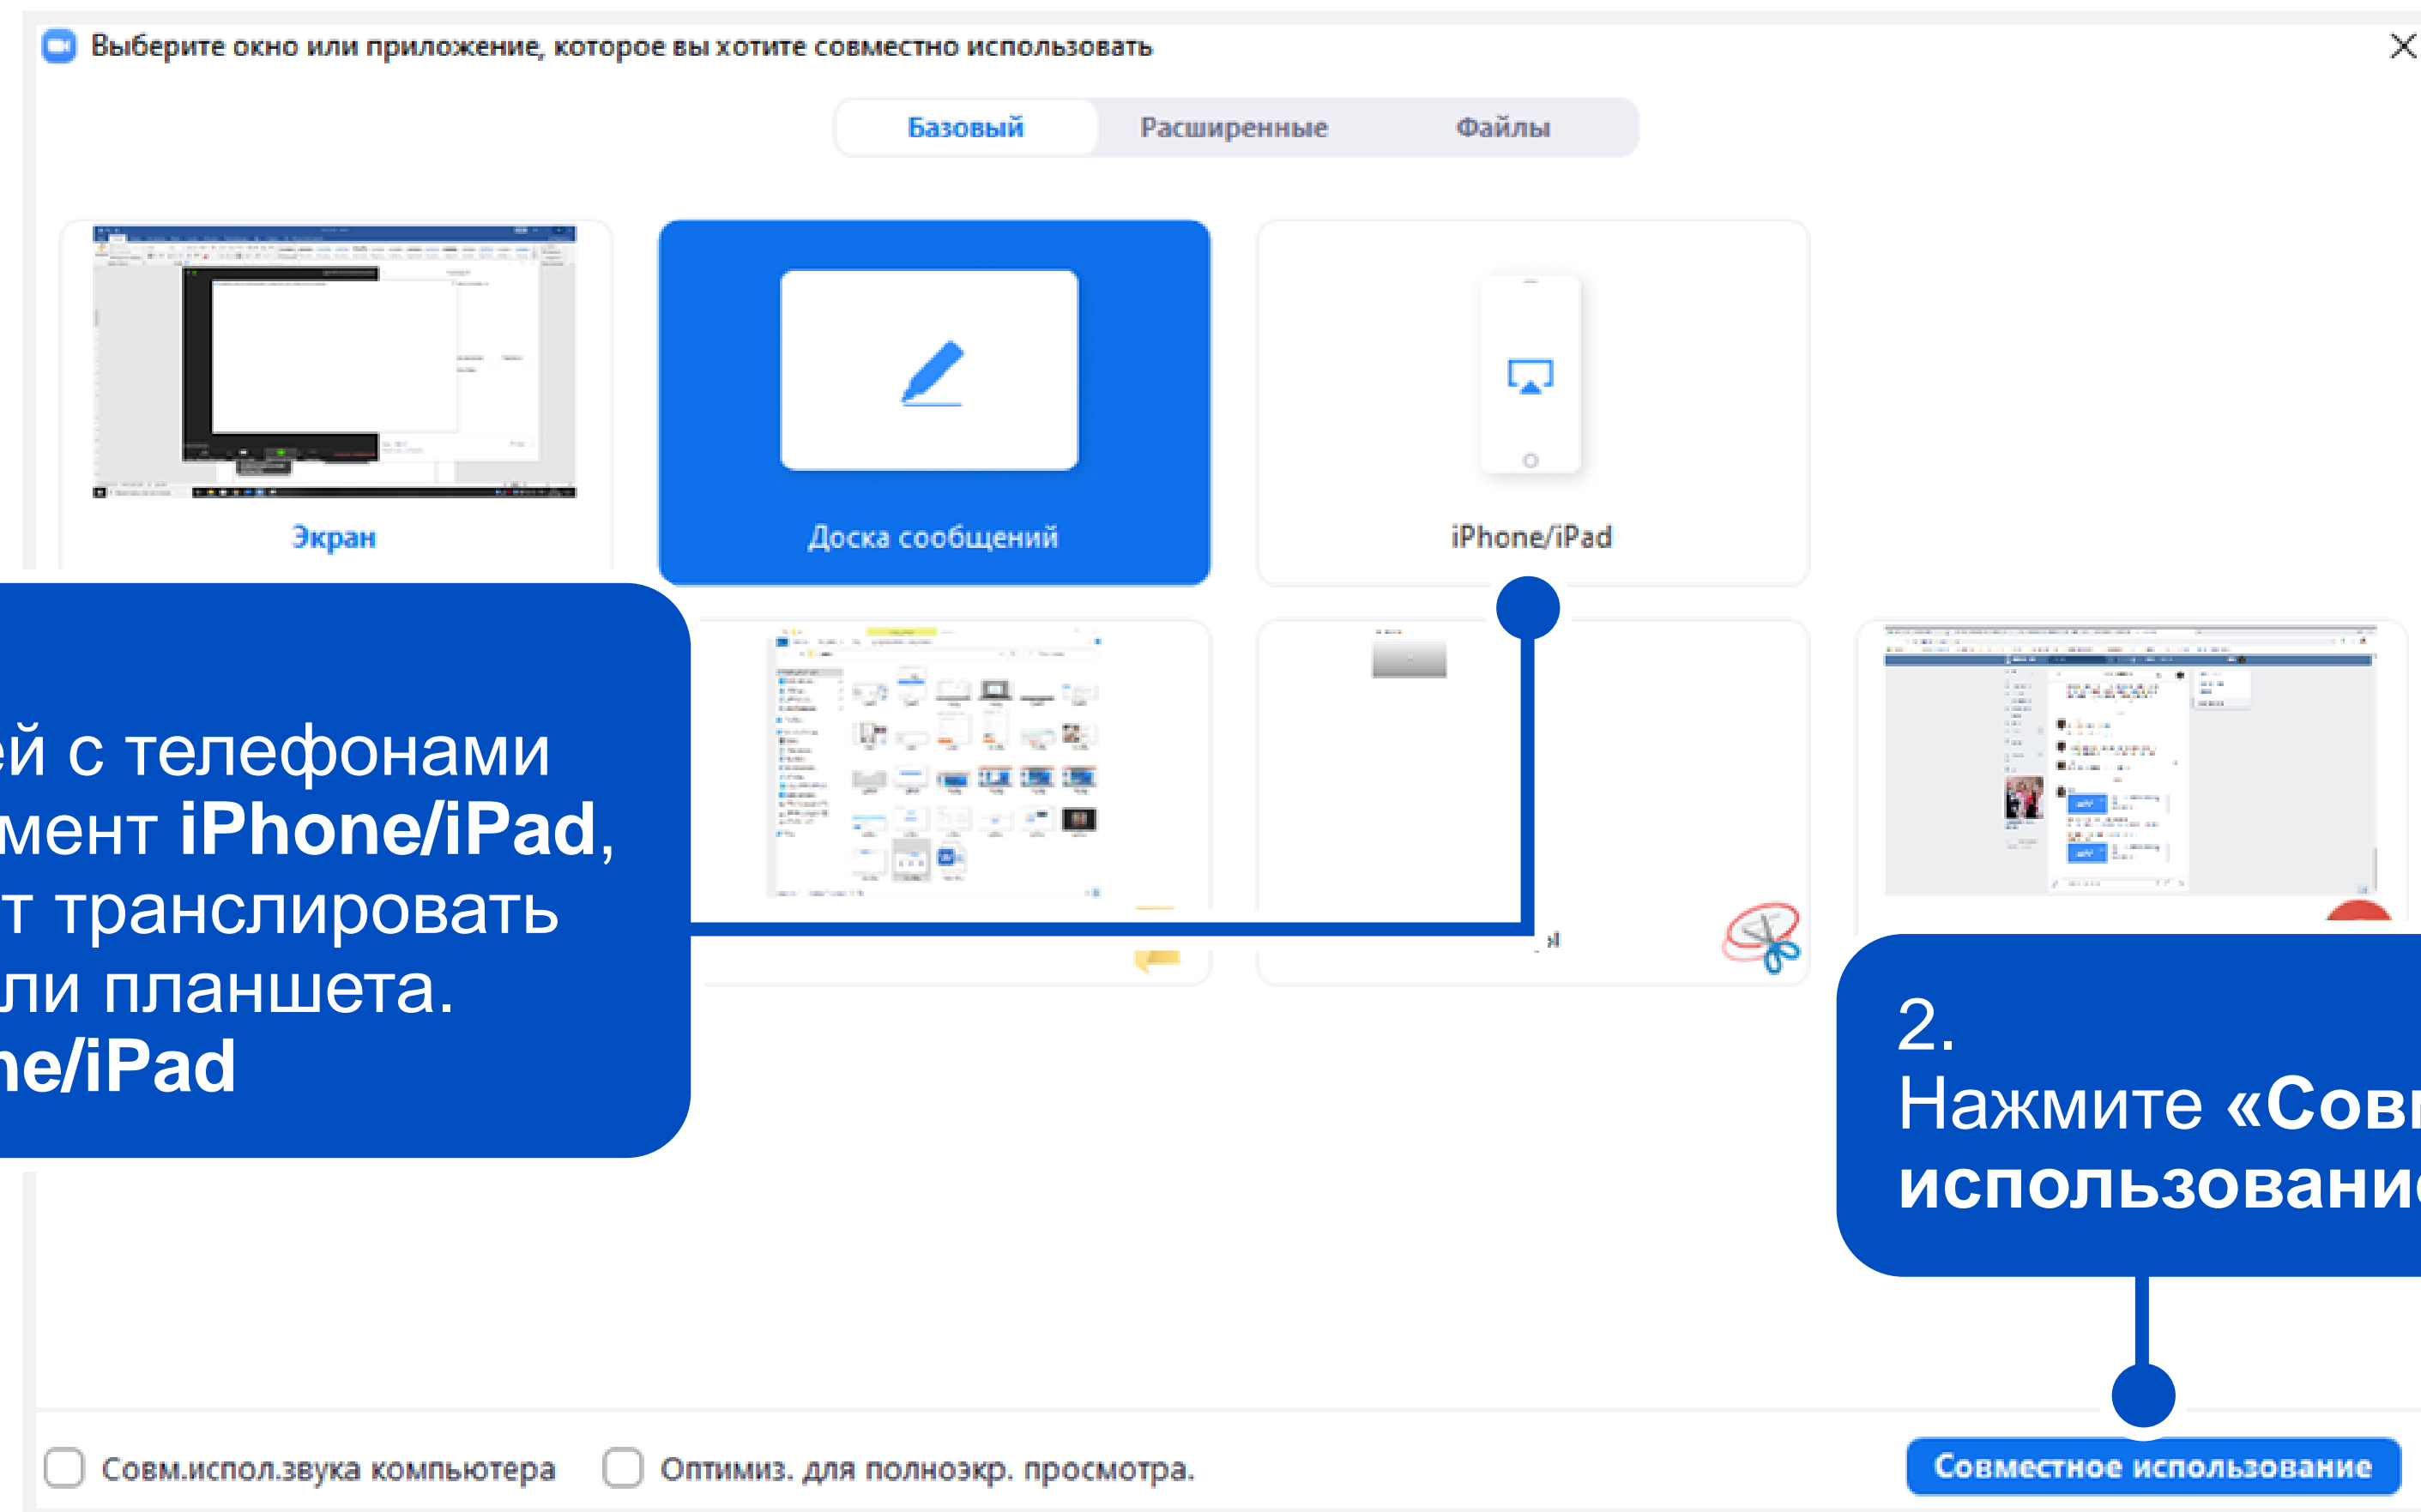 Выберите окно или приложение, которое вы хотите совместно использовать
Базовый Расширенные Файлы
Экран
Доска сообщений
iPhone/iPad
ей с телефонами
мент iPhone/iPad,
т транслировать
ли планшета.
ne/iPad
2.
Нажмите «Совм
использование
Совм.испол.звука компьютера
Оптимиз. для полноэкр. просмотра.
Совместное использование